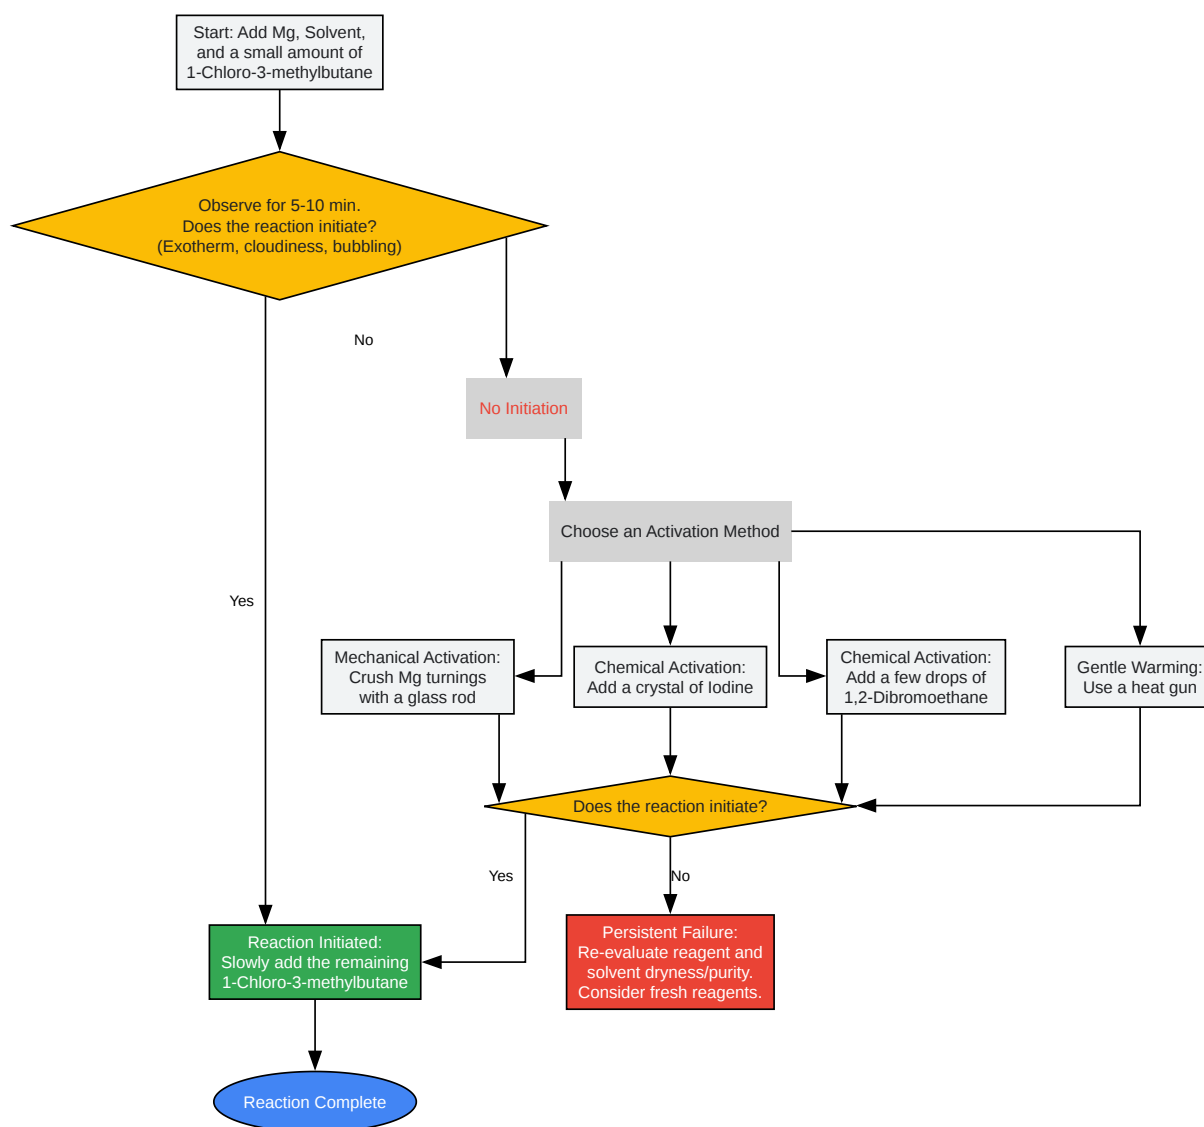 Start: Add Mg, Solvent,
and a small amount of
1-Chloro-3-methylbutane
Observe for 5-10 min.
Does the reaction initiate?
(Exotherm, cloudiness, bubbling)
No
No Initiation
Choose an Activation Method
Yes
Mechanical Activation:
Crush Mg turnings
with a glass rod
Chemical Activation:
Add a crystal of Iodine
Chemical Activation:
Add a few drops of
1,2-Dibromoethane
Gentle Warming:
Use a heat gun
Does the reaction initiate?
Yes
No
Reaction Initiated:
Slowly add the remaining
1-Chloro-3-methylbutane
Persistent Failure:
Re-evaluate reagent and
solvent dryness/purity.
Consider fresh reagents.
Reaction Complete